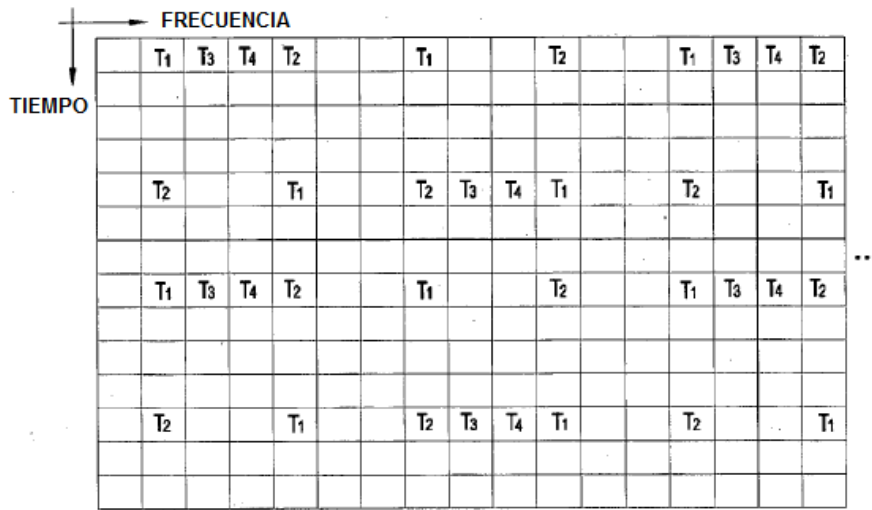 FRECUENCIA
T1 T3 T4 T2 T1 T2 T1 T3 T4 T2
TIEMPO
T2 T1 T2 T3 T4 T1 T2 T1
..
T1 T3 T4 T2 T1 T2 T1 T3 T4 T2
T2 T1 T2 T3 T4 T1 T2 T1